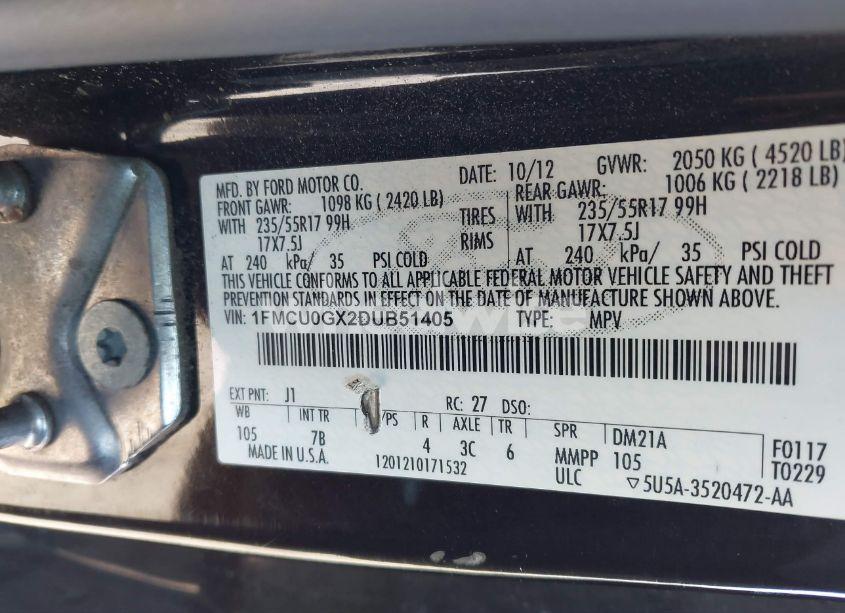 MFD. BY FORD MOTOR CO. DATE: 10/12 GVWR: 2050 KG ( 4520 LB)
FRONT GAWR: 1098 KG ( 2420 LB) REAR GAWR: 1006 KG ( 2218 LB)
WITH 235/55R17 99H TIRES WITH 235/55R17 99H
17X7.5J RIMS 17X7.5J
AT 240 kPa/ 35 PSI COLD AT 240 kPa/ 35 PSI COLD
THIS VEHICLE CONFORMS TO ALL APPLICABLE FEDERAL MOTOR VEHICLE SAFETY AND THEFT
PREVENTION STANDARDS IN EFFECT ON THE DATE OF MANUFACTURE SHOWN ABOVE.
VIN: 1FMCU0GX2DUB51405 TYPE: MPV
EXT PNT: J1 RC: 27 DSO:
WB INT TR /PS R AXLE TR SPR DM21A F0117
105 7B 4 3C 6 MMPP 105 T0229
MADE IN U.S.A. 1201210171532 ULC ▽5U5A-3520472-AA